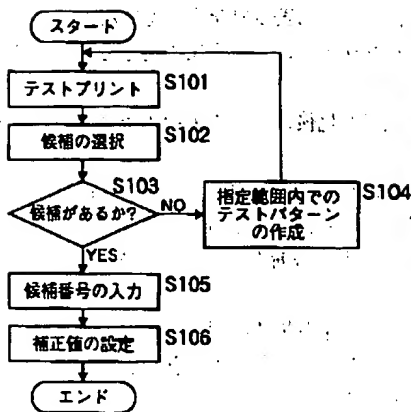 スタート
テストプリント
S101
候補の選択
S102
S103
候補があるか?
NO
指定範囲内での
テストパターン
の作成
S104
YES
候補番号の入力
S105
補正値の設定
S106
エンド